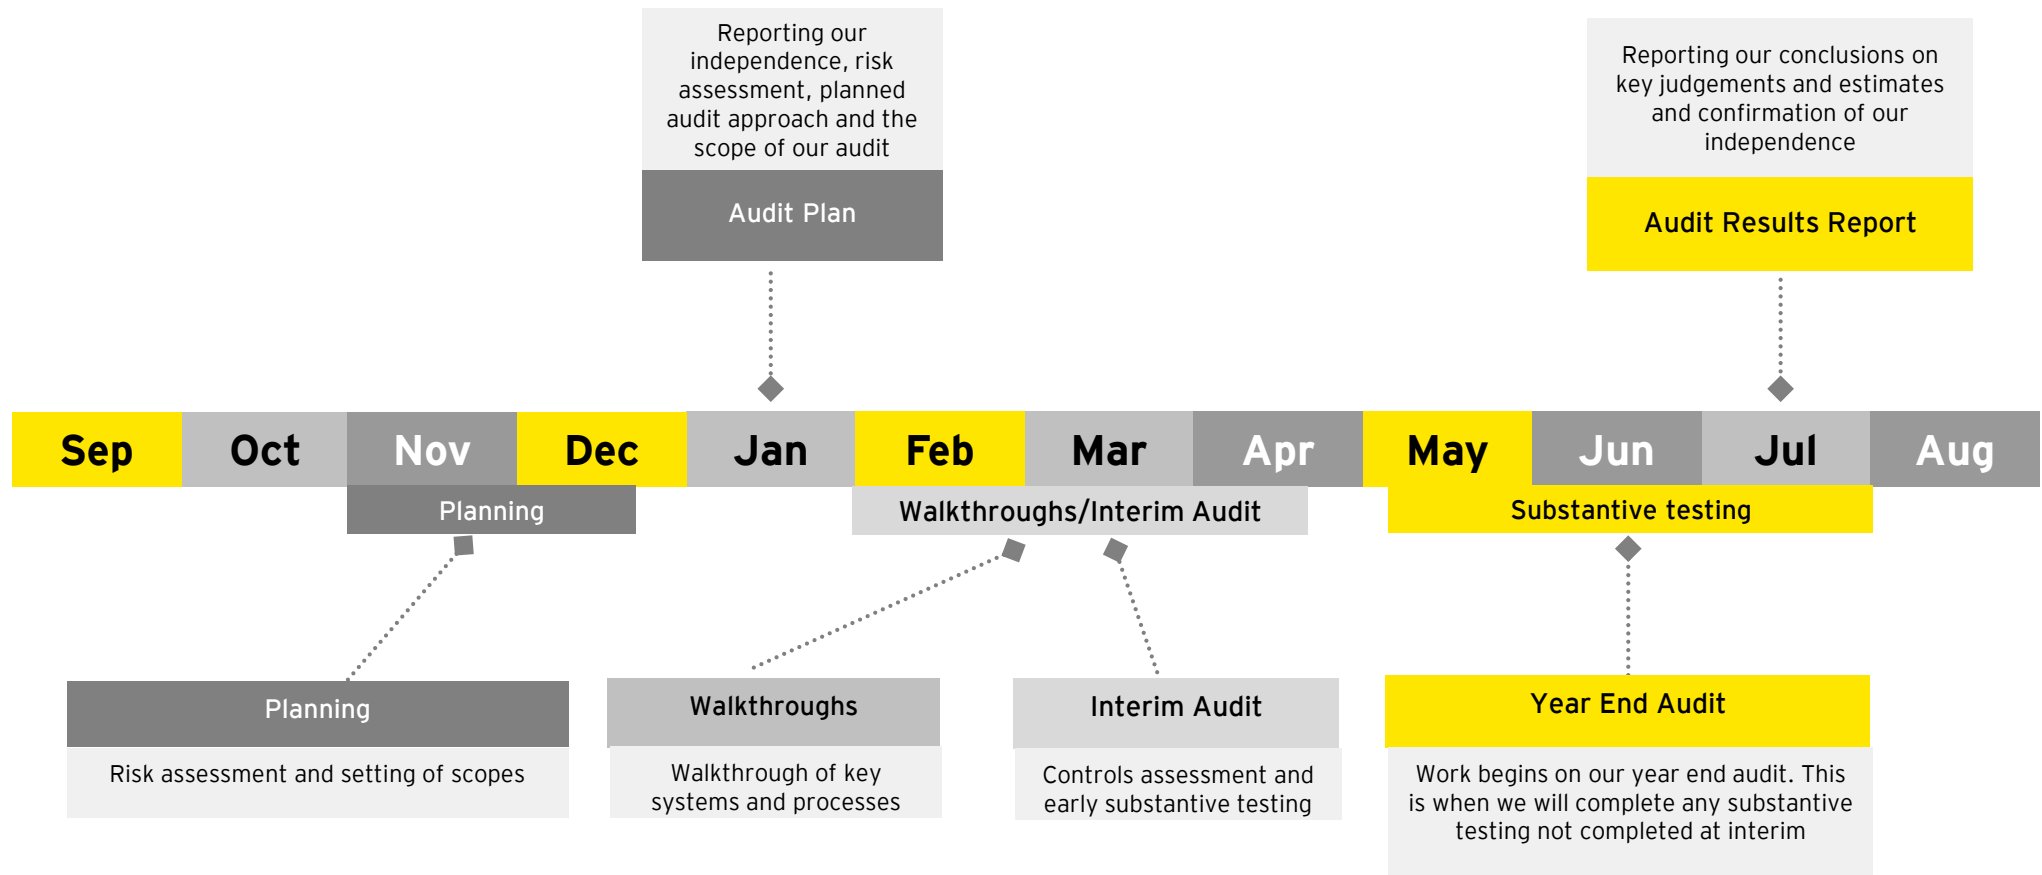 Reporting our
independence, risk
assessment, planned
audit approach and the
scope of our audit
Audit Plan
Reporting our conclusions on
key judgements and estimates
and confirmation of our
independence
Audit Results Report
Sep Oct Nov Dec Jan Feb Mar Apr May Jun Jul Aug
Planning
Walkthroughs/Interim Audit
Substantive testing
Planning
Risk assessment and setting of scopes
Walkthroughs
Walkthrough of key
systems and processes
Interim Audit
Controls assessment and
early substantive testing
Year End Audit
Work begins on our year end audit. This
is when we will complete any substantive
testing not completed at interim